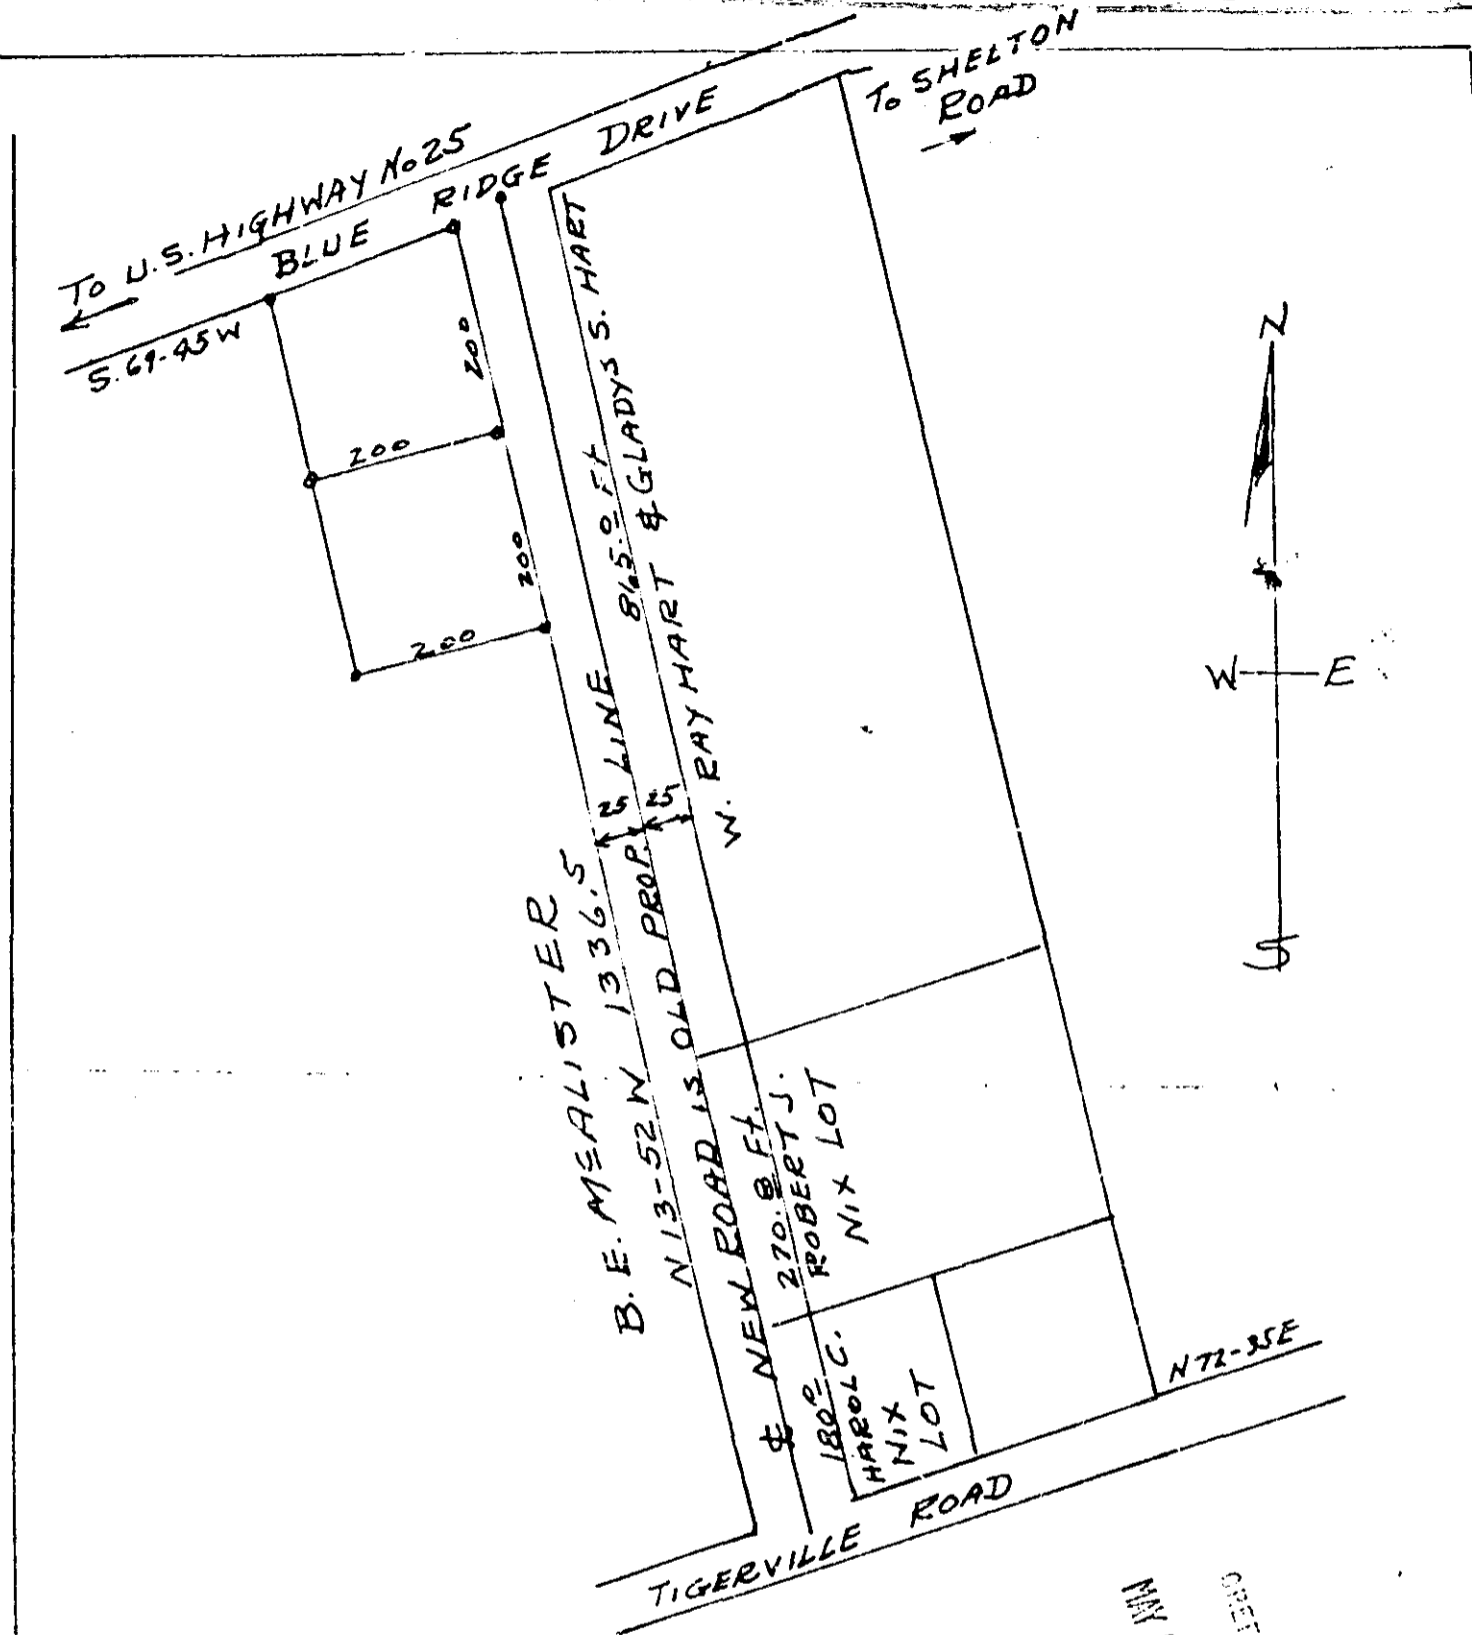 To SHELTON
ROAD
To U.S. HIGHWAY No 25
BLUE RIDGE DRIVE
S. 69-45 W
200
200
200
200
865.0 Ft
W. RAY HART & GLADYS S. HART
25 25
N
W E
S
B. E. McALISTER
N 13-52 W 1336.5
℄ NEW ROAD IS OLD PROP. LINE
270.8 Ft.
ROBERT J.
NIX LOT
180.0
HAROL C.
NIX
LOT
N 72-35 E
TIGERVILLE ROAD
MAY